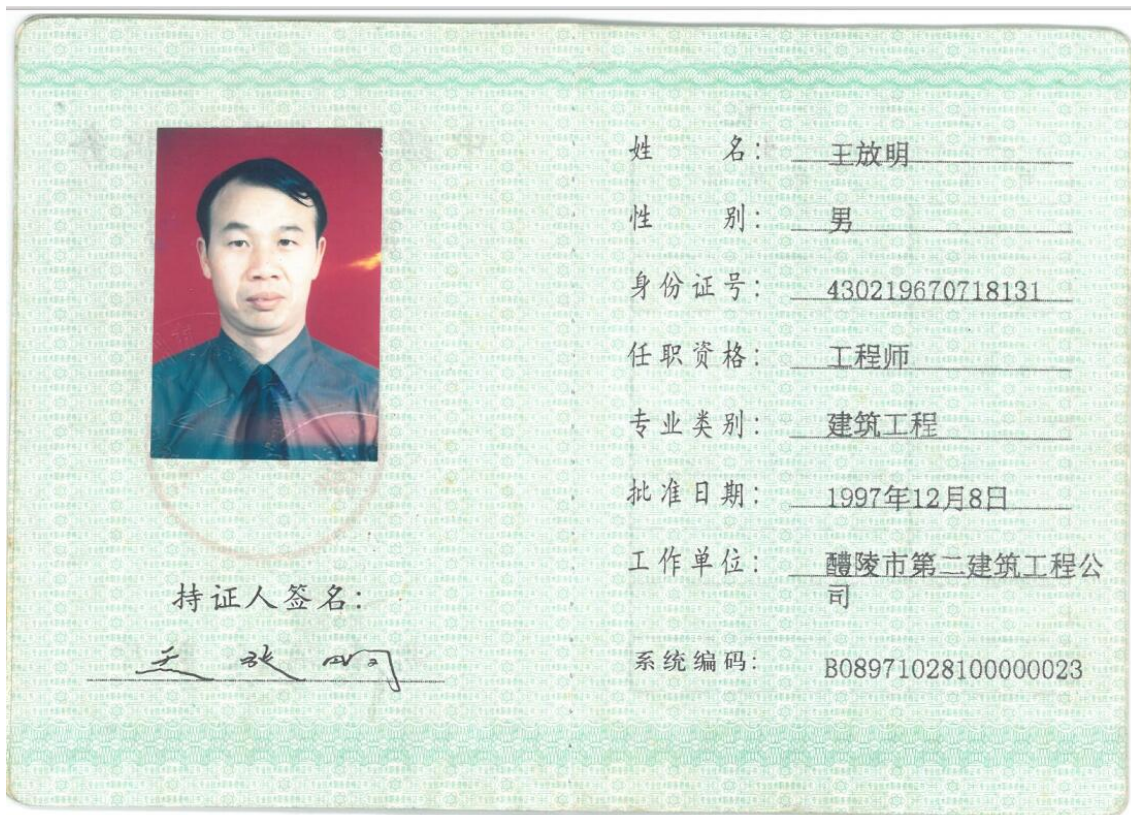 持证人签名:
王放明
姓 名: 王放明
性 别: 男
身份证号: 430219670718131
任职资格: 工程师
专业类别: 建筑工程
批准日期: 1997年12月8日
工作单位: 醴陵市第二建筑工程公
司
系统编码: B08971028100000023